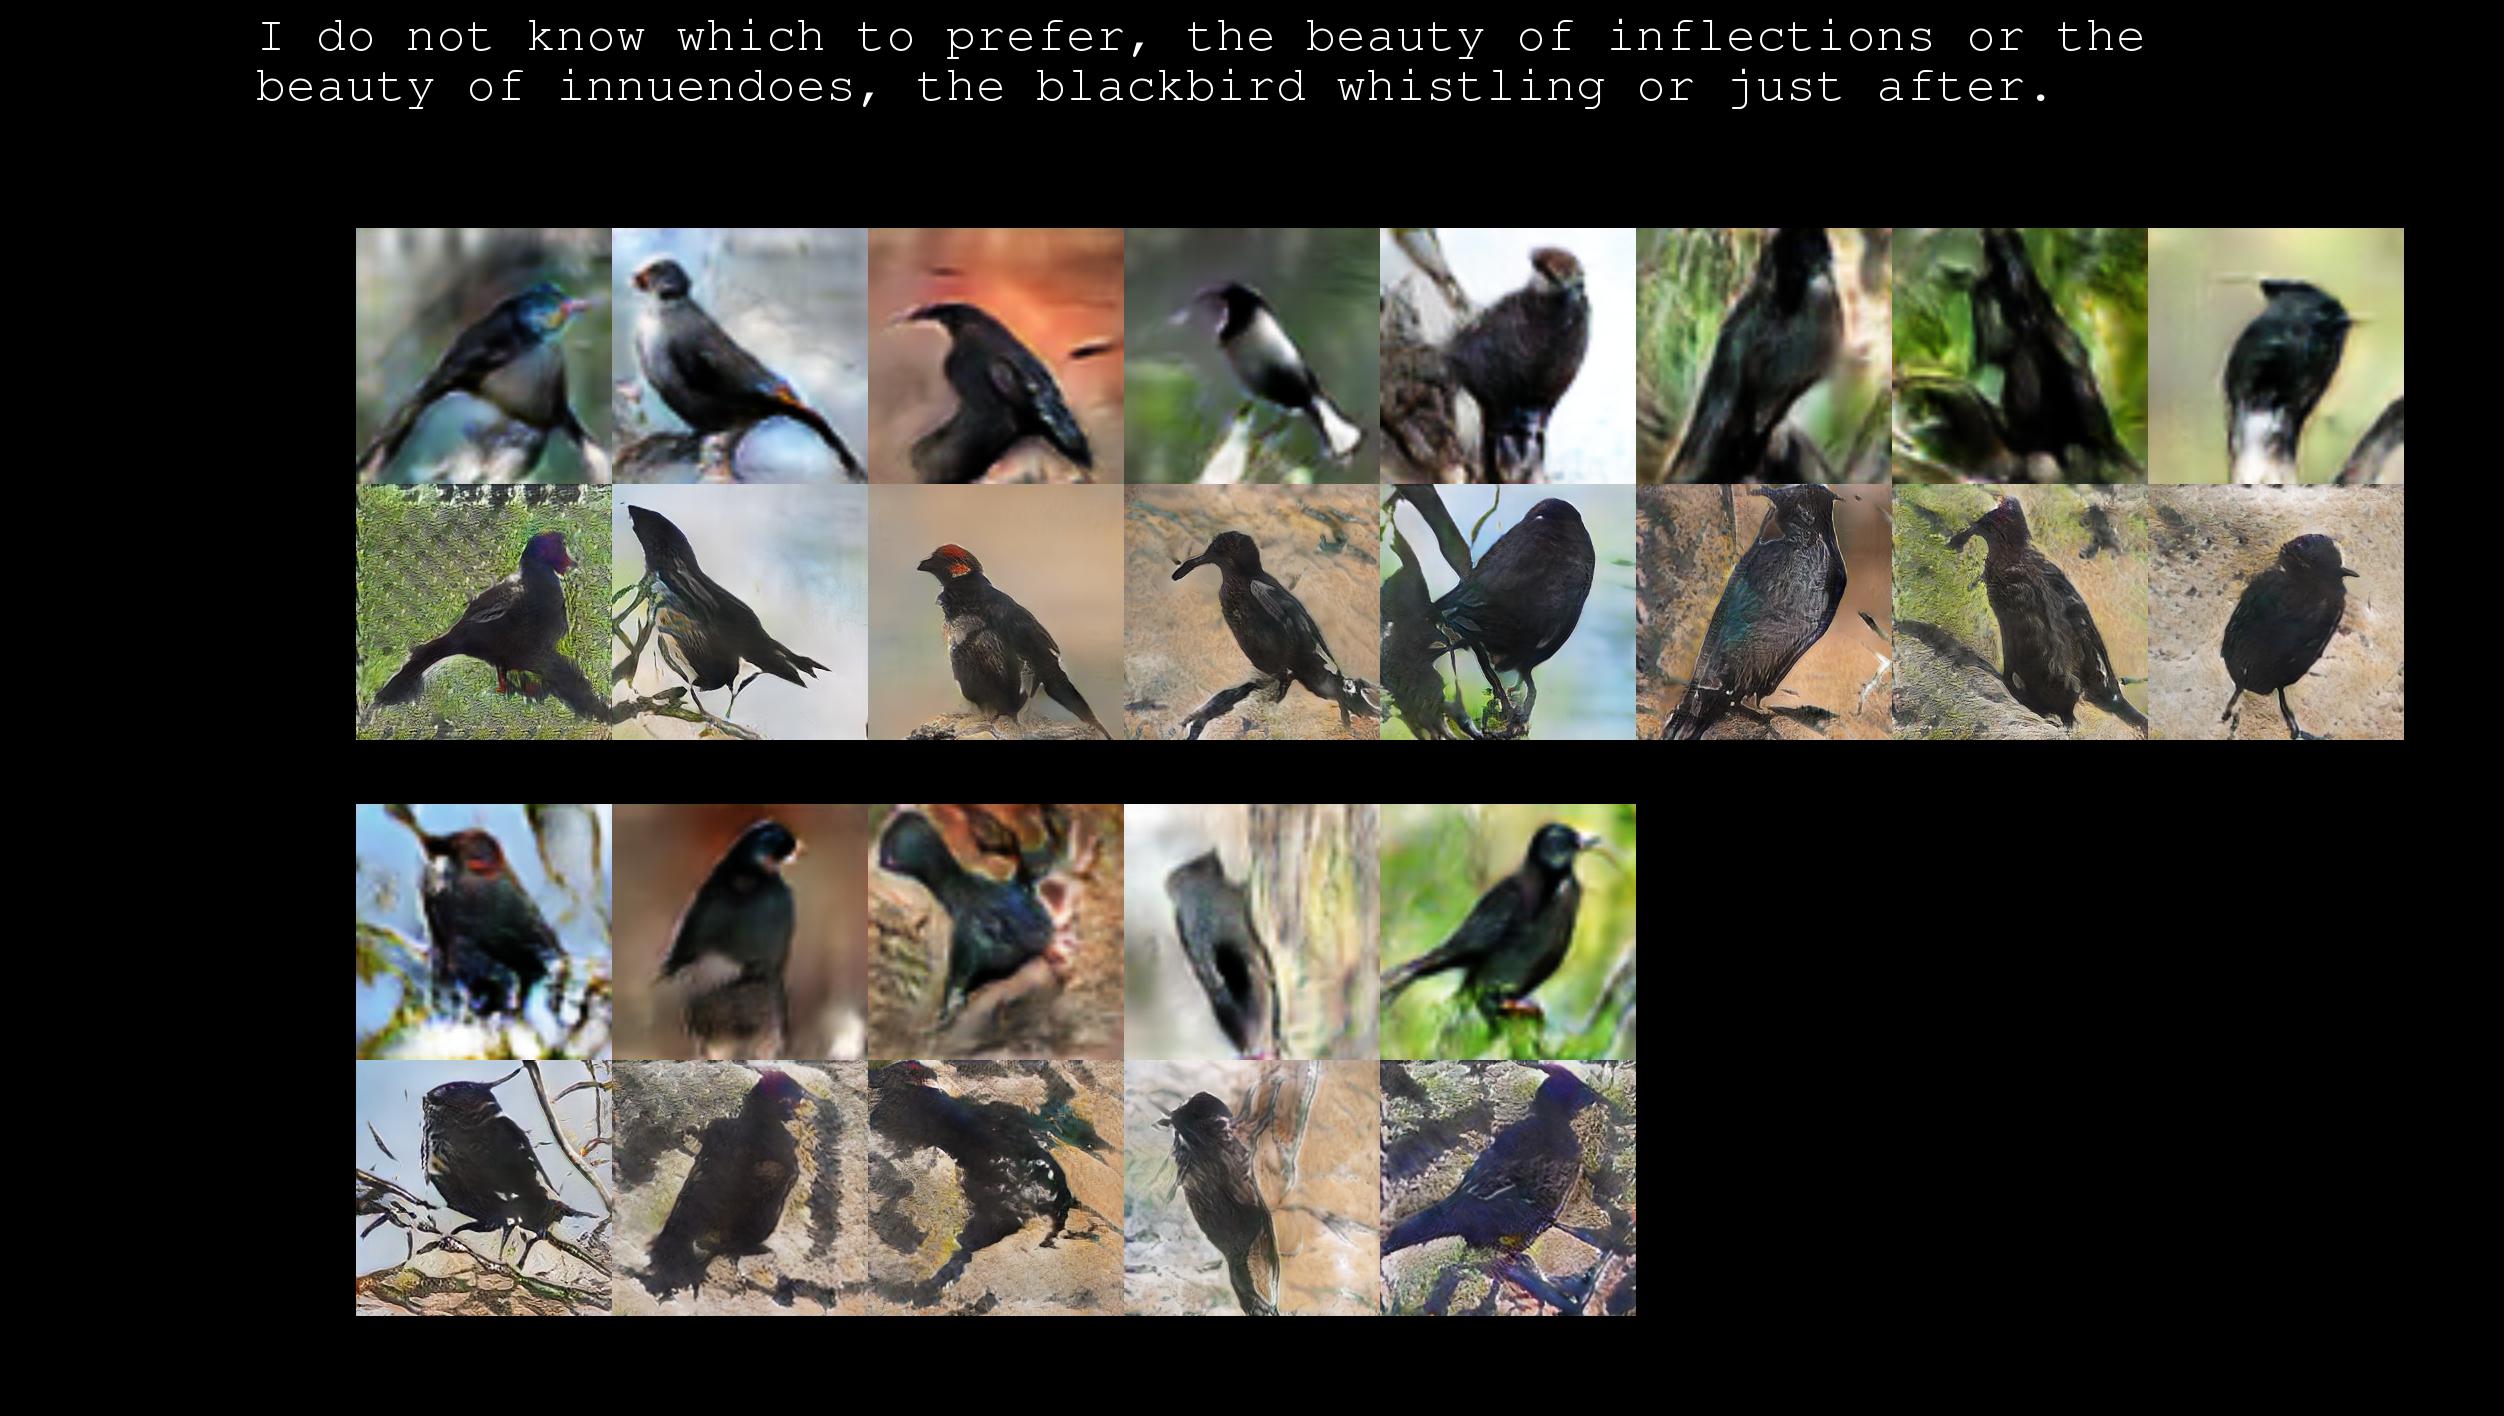 I do not know which to prefer, the beauty of inflections or the
beauty of innuendoes, the blackbird whistling or just after.